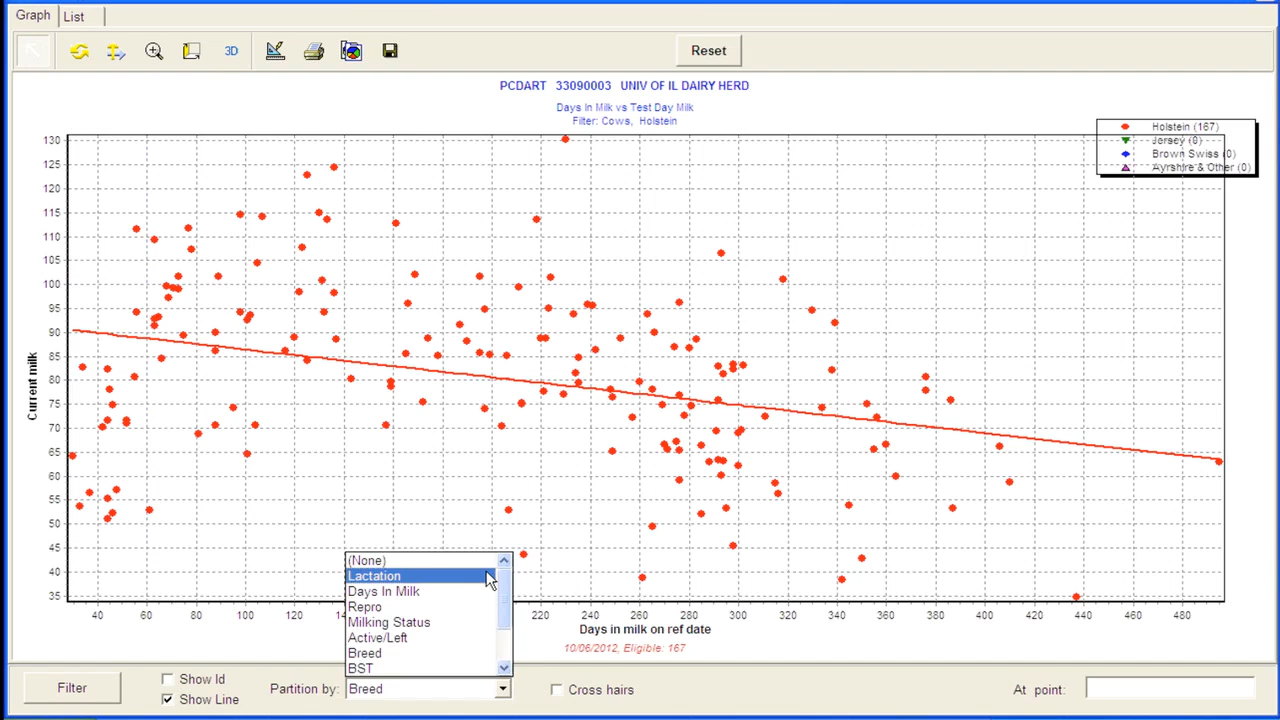 Graph List
3D Reset
PCDART 33090003 UNIV OF IL DAIRY HERD
Days In Milk vs Test Day Milk
Filter: Cows, Holstein
Holstein (167)
Jersey (0)
Brown Swiss (0)
Ayrshire & Other (0)
130
125
120
115
110
105
100
95
90
85
80
75
70
65
60
55
50
45
40
35
Current milk
40 60 80 100 120 220 240 260 280 300 320 340 360 380 400 420 440 460 480
Days in milk on ref date
10/06/2012, Eligible: 167
(None)
Lactation
Days In Milk
Repro
Milking Status
Active/Left
Breed
BST
Filter
Show Id
Show Line
Partition by: Breed
Cross hairs
At point: